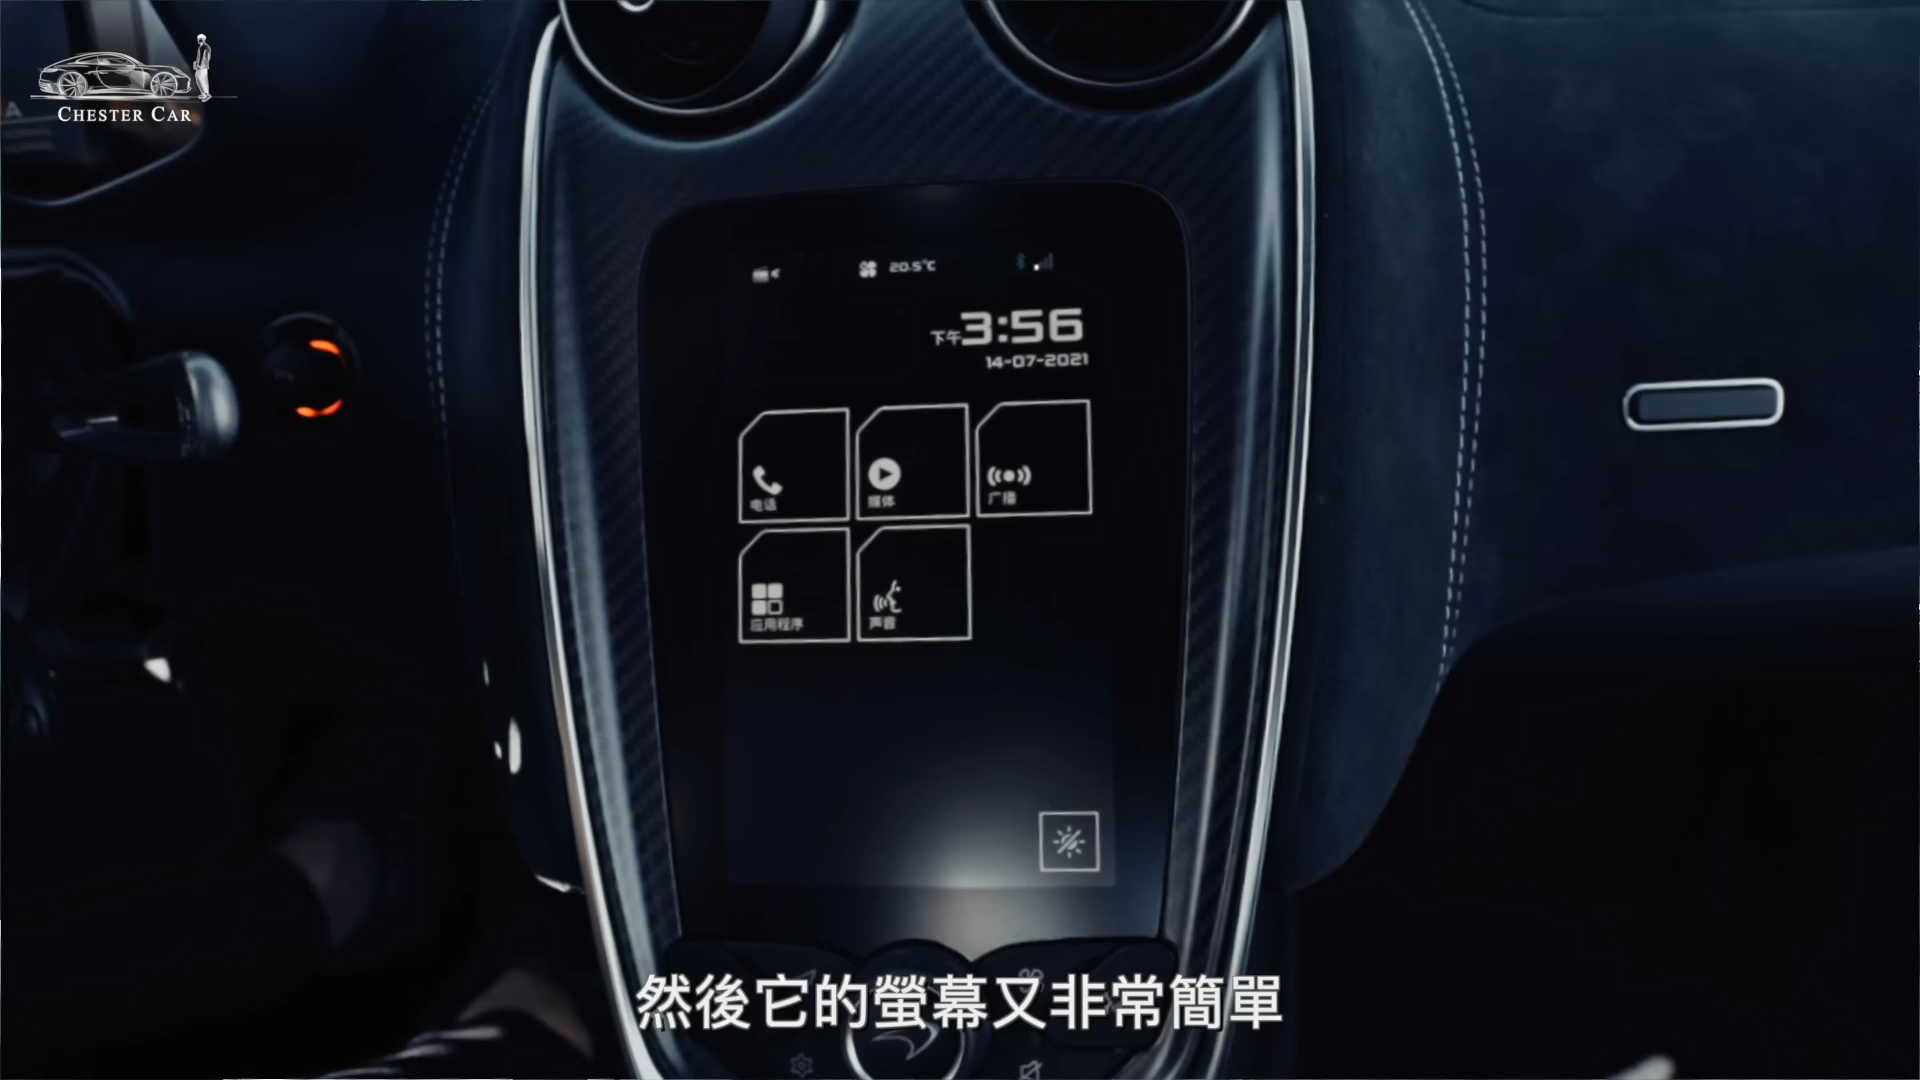 CHESTER CAR
A
20.5°C
下午3:56
14-07-2021
电话
媒体
广播
应用程序
声音
然後它的螢幕又非常簡單